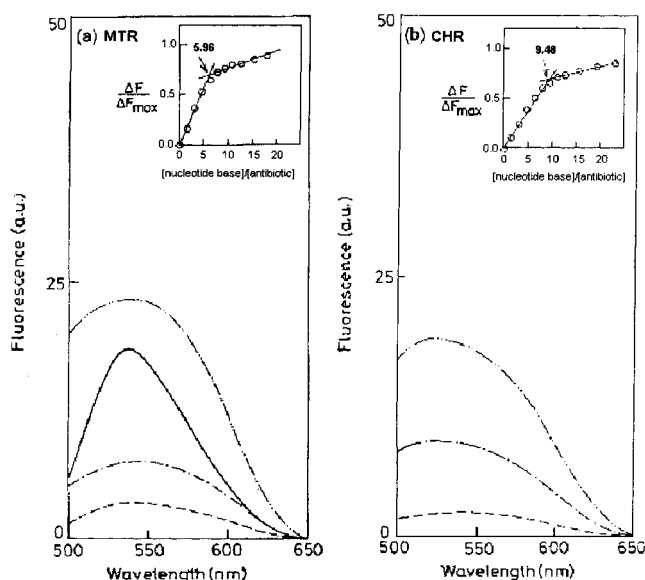 (a) MTR
50
25
0
Fluorescence (a.u.)
500 550 600 650
Wavelength (nm)
1.0
0.5
0.0
ΔF
ΔFmax
5.96
0 5 10 15 20
[nucleotide base]/[antibiotic]
(b) CHR
50
25
0
Fluorescence (a.u.)
500 550 600 650
Wavelength (nm)
1.0
0.5
0.0
ΔF
ΔFmax
9.48
0 5 10 15 20
[nucleotide base]/[antibiotic]